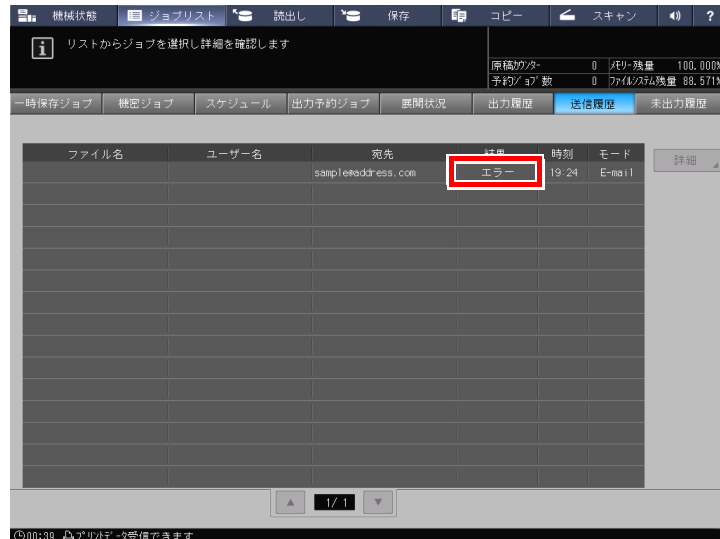 機械状態 ジョブリスト 読出し 保存 コピー スキャン ?
リストからジョブを選択し詳細を確認します
原稿ｶｳﾝﾀｰ 0 ﾒﾓﾘｰ残量 100.000%
予約ｼﾞｮﾌﾞ数 0 ﾌｧｲﾙｼｽﾃﾑ残量 88.571%
一時保存ジョブ 機密ジョブ スケジュール 出力予約ジョブ 展開状況 出力履歴 送信履歴 未出力履歴
ファイル名 ユーザー名 宛先 結果 時刻 モード 詳細
sample@address.com エラー 19:24 E-mail
1/ 1
00:39 ﾌﾟﾘﾝﾄﾃﾞｰﾀ受信できます